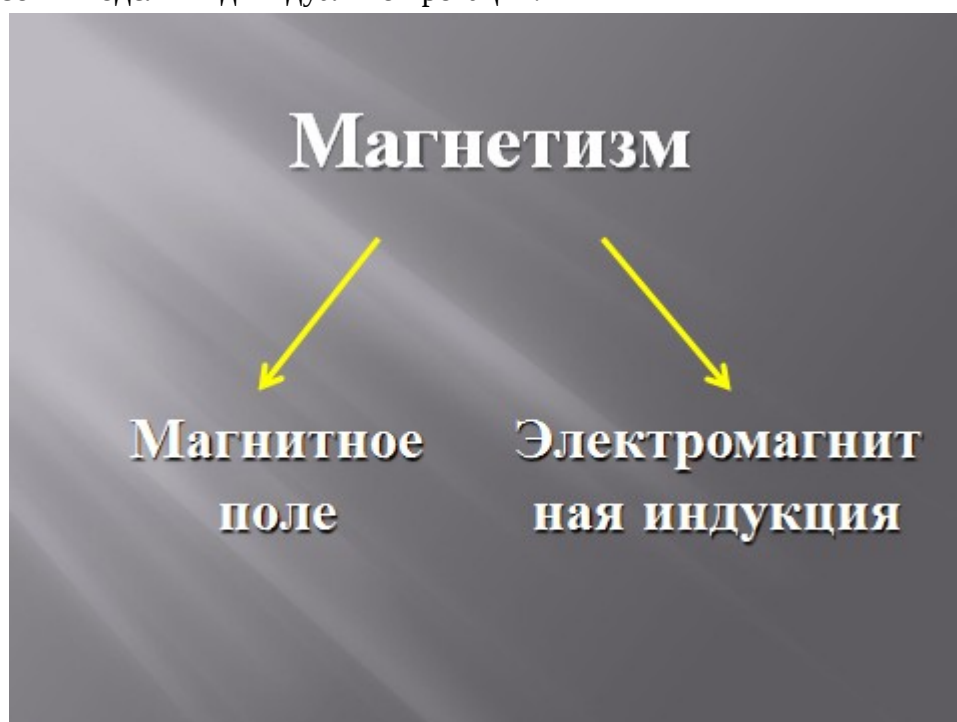 Магнетизм
Магнитное
поле
Электромагнит
ная индукция